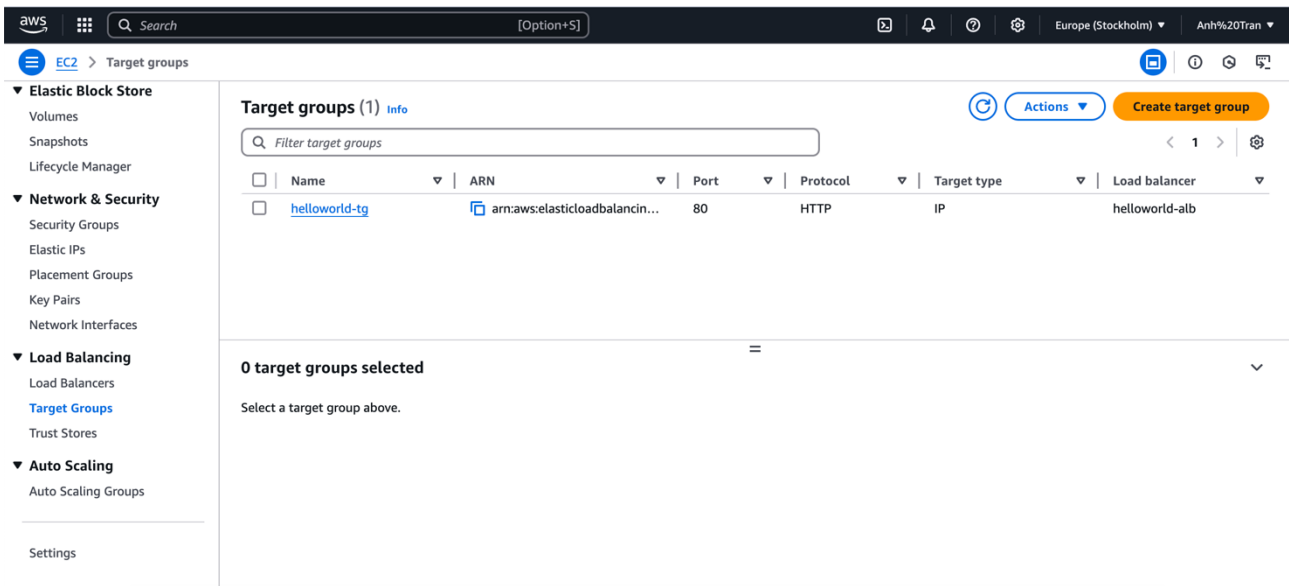 aws
Search [Option+S] Europe (Stockholm) Anh%20Tran
EC2 > Target groups
Elastic Block Store
Volumes
Snapshots
Lifecycle Manager
Network & Security
Security Groups
Elastic IPs
Placement Groups
Key Pairs
Network Interfaces
Load Balancing
Load Balancers
Target Groups
Trust Stores
Auto Scaling
Auto Scaling Groups
Settings
Target groups (1) Info
Actions
Create target group
Filter target groups
1
Name ARN Port Protocol Target type Load balancer
helloworld-tg arn:aws:elasticloadbalancin... 80 HTTP IP helloworld-alb
0 target groups selected
Select a target group above.